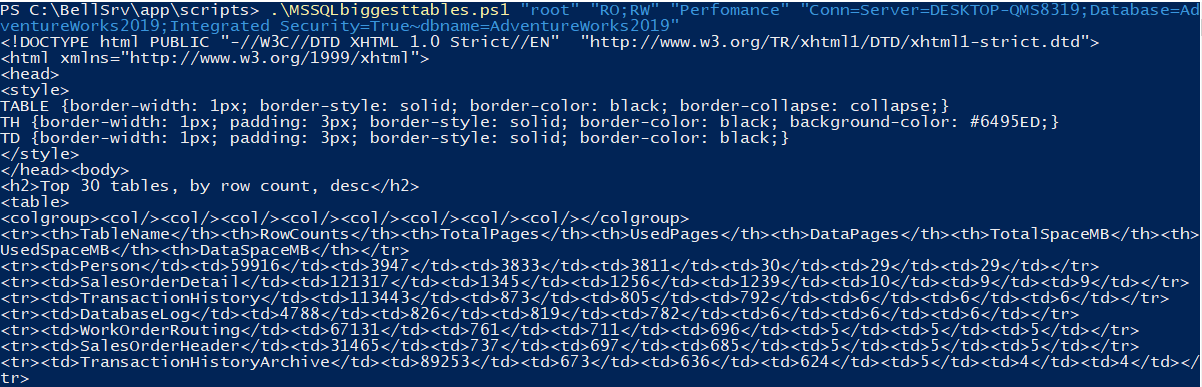 PS C:\BellSrv\app\scripts> .\MSSQLbiggesttables.ps1 "root" "RO;RW" "Perfomance" "Conn=Server=DESKTOP-QMS8319;Database=Ad
ventureWorks2019;Integrated Security=True~dbname=AdventureWorks2019"
<!DOCTYPE html PUBLIC "-//W3C//DTD XHTML 1.0 Strict//EN"  "http://www.w3.org/TR/xhtml1/DTD/xhtml1-strict.dtd">
<html xmlns="http://www.w3.org/1999/xhtml">
<head>
<style>
TABLE {border-width: 1px; border-style: solid; border-color: black; border-collapse: collapse;}
TH {border-width: 1px; padding: 3px; border-style: solid; border-color: black; background-color: #6495ED;}
TD {border-width: 1px; padding: 3px; border-style: solid; border-color: black;}
</style>
</head><body>
<h2>Top 30 tables, by row count, desc</h2>
<table>
<colgroup><col/><col/><col/><col/><col/><col/><col/><col/></colgroup>
<tr><th>TableName</th><th>RowCounts</th><th>TotalPages</th><th>UsedPages</th><th>DataPages</th><th>TotalSpaceMB</th><th>
UsedSpaceMB</th><th>DataSpaceMB</th></tr>
<tr><td>Person</td><td>59916</td><td>3947</td><td>3833</td><td>3811</td><td>30</td><td>29</td><td>29</td></tr>
<tr><td>SalesOrderDetail</td><td>121317</td><td>1345</td><td>1256</td><td>1239</td><td>10</td><td>9</td><td>9</td></tr>
<tr><td>TransactionHistory</td><td>113443</td><td>873</td><td>805</td><td>792</td><td>6</td><td>6</td><td>6</td></tr>
<tr><td>DatabaseLog</td><td>4788</td><td>826</td><td>819</td><td>782</td><td>6</td><td>6</td><td>6</td></tr>
<tr><td>WorkOrderRouting</td><td>67131</td><td>761</td><td>711</td><td>696</td><td>5</td><td>5</td><td>5</td></tr>
<tr><td>SalesOrderHeader</td><td>31465</td><td>737</td><td>697</td><td>685</td><td>5</td><td>5</td><td>5</td></tr>
<tr><td>TransactionHistoryArchive</td><td>89253</td><td>673</td><td>636</td><td>624</td><td>5</td><td>4</td><td>4</td></
tr>